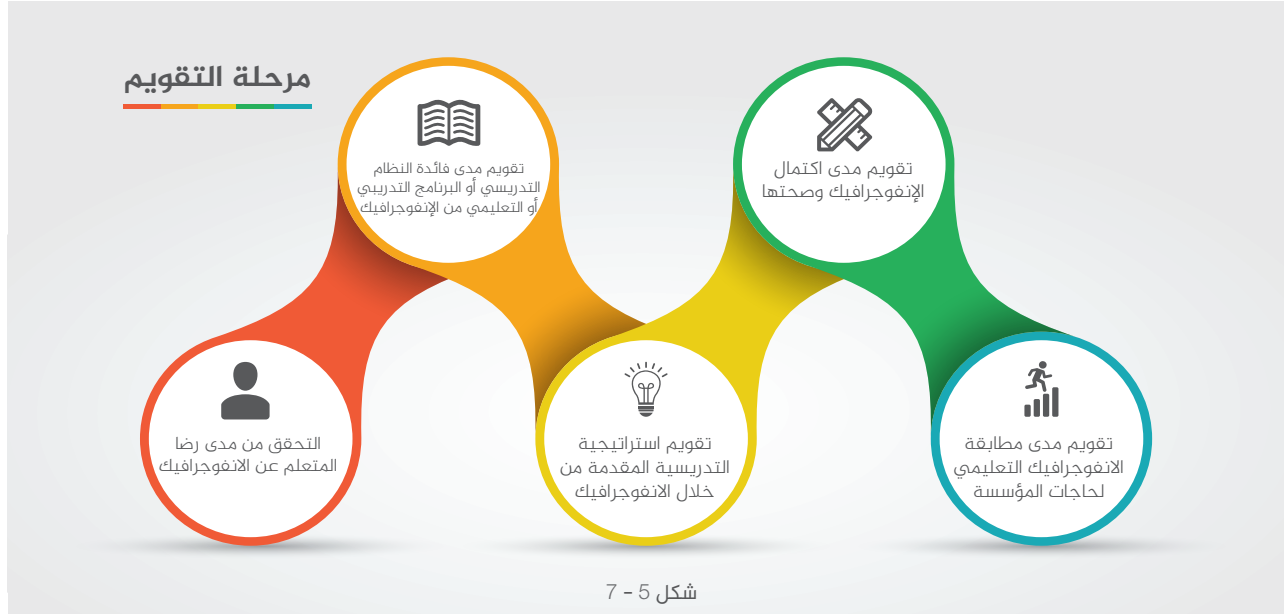 مرحلة التقويم
تقويم مدى مطابقة
الانفوجرافيك التعليمي
لحاجات المؤسسة
تقويم مدى اكتمال
الإنفوجرافيك وصحتها
تقويم استراتيجية
التدريسية المقدمة من
خلال الانفوجرافيك
تقويم مدى فائدة النظام
التدريسي أو البرنامج التدريبي
أو التعليمي من الإنفوجرافيك
التحقق من مدى رضا
المتعلم عن الانفوجرافيك
شكل 5 - 7